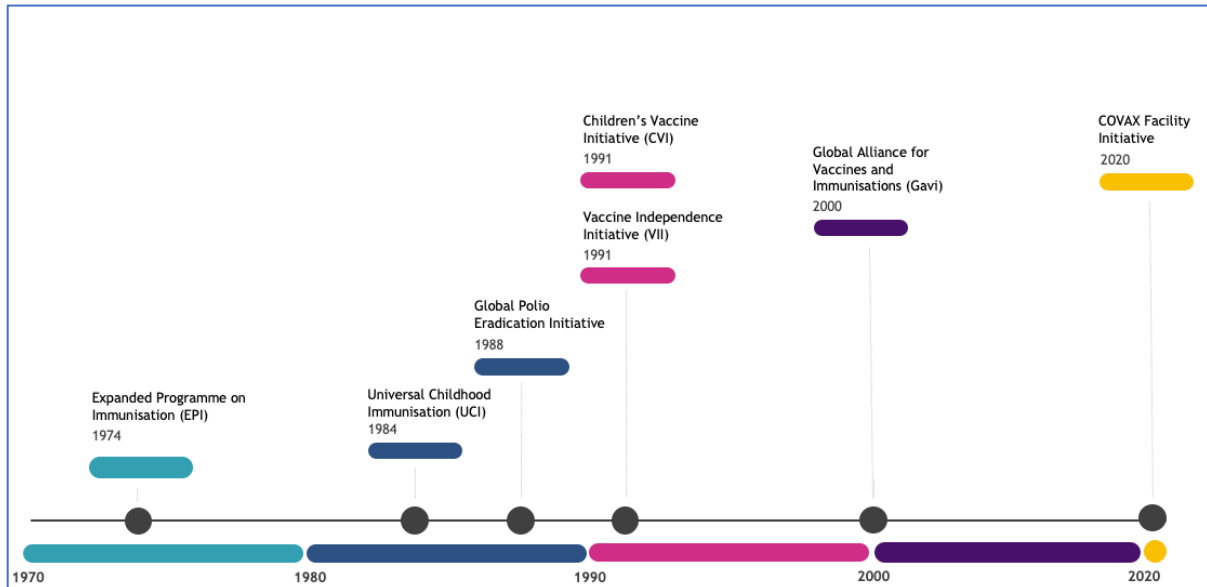 Children's Vaccine
Initiative (CVI)
1991
COVAX Facility
Initiative
2020
Global Alliance for
Vaccines and
Immunisations (Gavi)
2000
Vaccine Independence
Initiative (VII)
1991
Global Polio
Eradication Initiative
1988
Expanded Programme on
Immunisation (EPI)
1974
Universal Childhood
Immunisation (UCI)
1984
1970
1980
1990
2000
2020